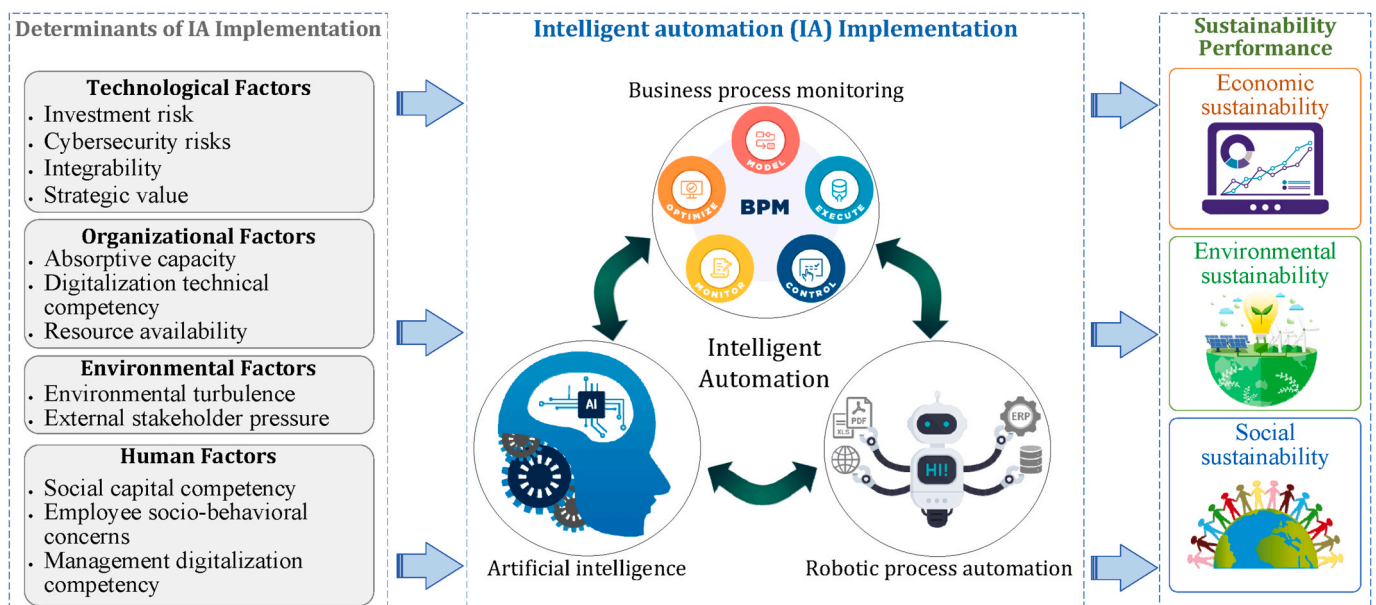 Determinants of IA Implementation
Technological Factors
• Investment risk
• Cybersecurity risks
• Integrability
• Strategic value
Organizational Factors
• Absorptive capacity
• Digitalization technical
competency
• Resource availability
Environmental Factors
• Environmental turbulence
• External stakeholder pressure
Human Factors
• Social capital competency
• Employee socio-behavioral
concerns
• Management digitalization
competency
Intelligent automation (IA) Implementation
Business process monitoring
MODEL
OPTIMIZE
BPM
EXECUTE
MONITOR
CONTROL
Intelligent
Automation
AI
Artificial intelligence
PDF
XLS
ERP
HI!
Robotic process automation
Sustainability
Performance
Economic
sustainability
Environmental
sustainability
Social
sustainability